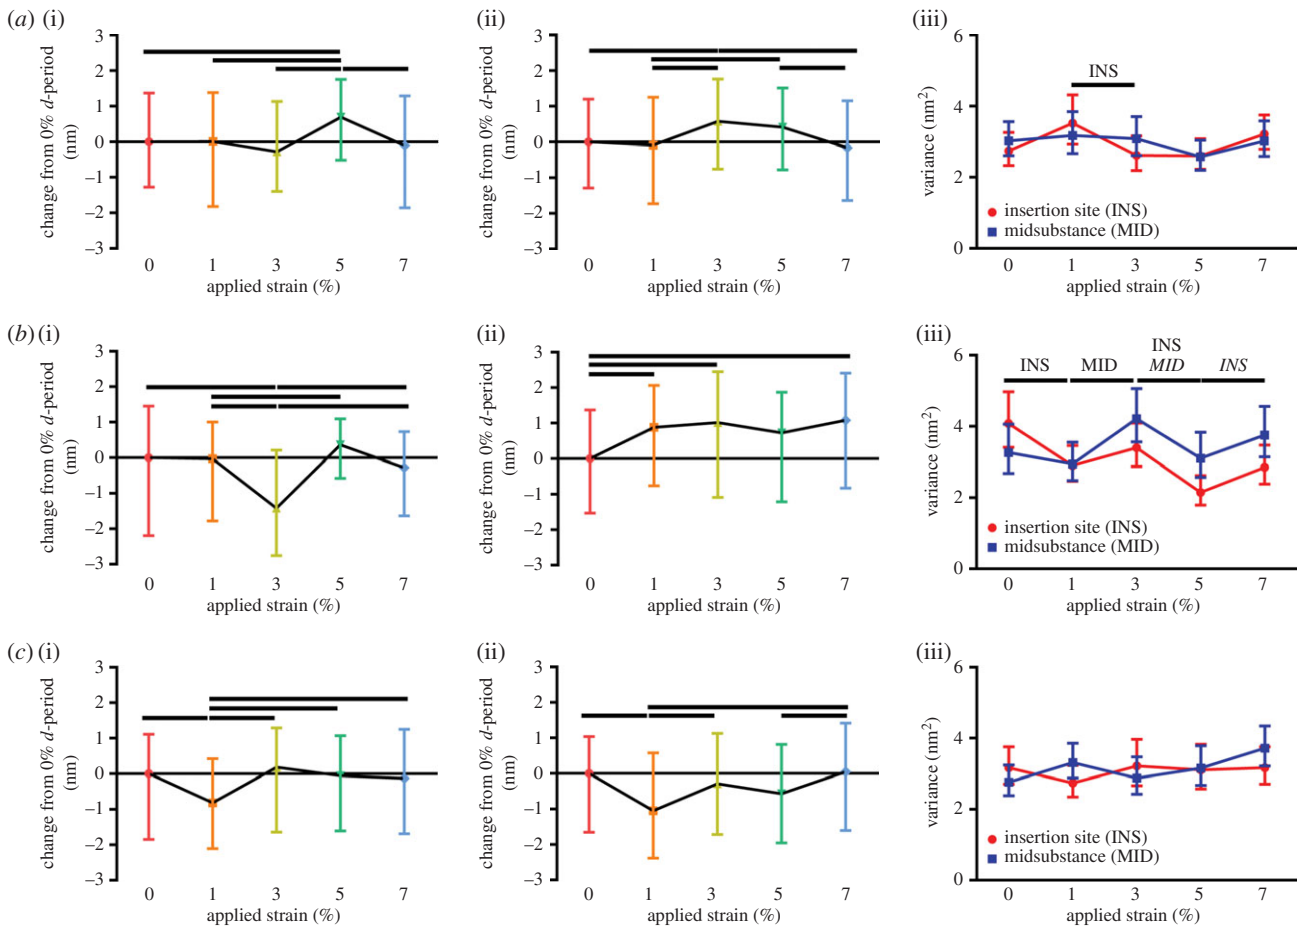 (a) (i)
3
2
1
0
–1
–2
–3
change from 0% d-period
(nm)
0 1 3 5 7
applied strain (%)
(ii)
3
2
1
0
–1
–2
–3
change from 0% d-period
(nm)
0 1 3 5 7
applied strain (%)
(iii)
6
4
2
0
variance (nm²)
INS
insertion site (INS)
midsubstance (MID)
0 1 3 5 7
applied strain (%)
(b) (i)
3
2
1
0
–1
–2
–3
change from 0% d-period
(nm)
0 1 3 5 7
applied strain (%)
(ii)
3
2
1
0
–1
–2
–3
change from 0% d-period
(nm)
0 1 3 5 7
applied strain (%)
(iii)
6
4
2
0
variance (nm²)
INS
INS MID MID INS
insertion site (INS)
midsubstance (MID)
0 1 3 5 7
applied strain (%)
(c) (i)
3
2
1
0
–1
–2
–3
change from 0% d-period
(nm)
0 1 3 5 7
applied strain (%)
(ii)
3
2
1
0
–1
–2
–3
change from 0% d-period
(nm)
0 1 3 5 7
applied strain (%)
(iii)
6
4
2
0
variance (nm²)
insertion site (INS)
midsubstance (MID)
0 1 3 5 7
applied strain (%)